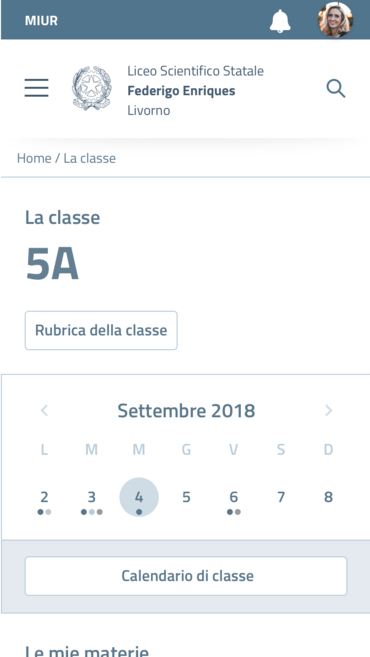 MIUR
Liceo Scientifico Statale
Federigo Enriques
Livorno
Home / La classe
La classe
5A
Rubrica della classe
Settembre 2018
L M M G V S D
2 3 4 5 6 7 8
Calendario di classe
Le mie materie